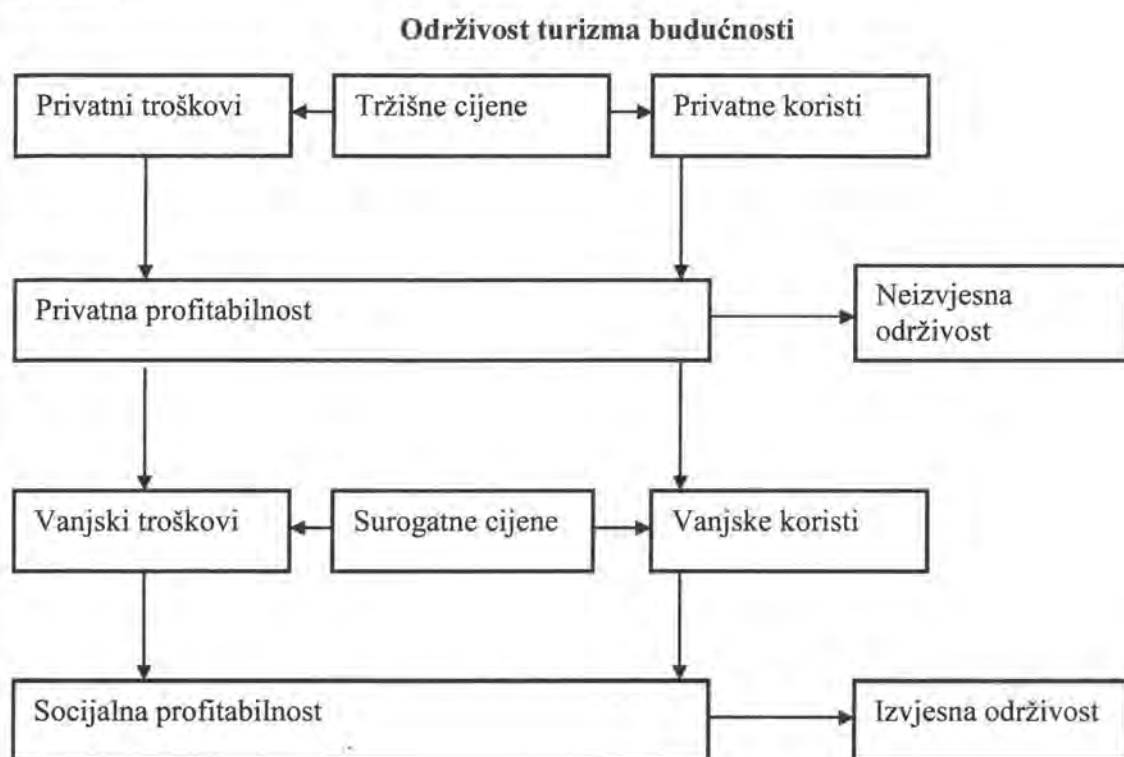 Održivost turizma budućnosti
Privatni troškovi
Tržišne cijene
Privatne koristi
Privatna profitabilnost
Neizvjesna
održivost
Vanjski troškovi
Surogatne cijene
Vanjske koristi
Socijalna profitabilnost
Izvjesna održivost